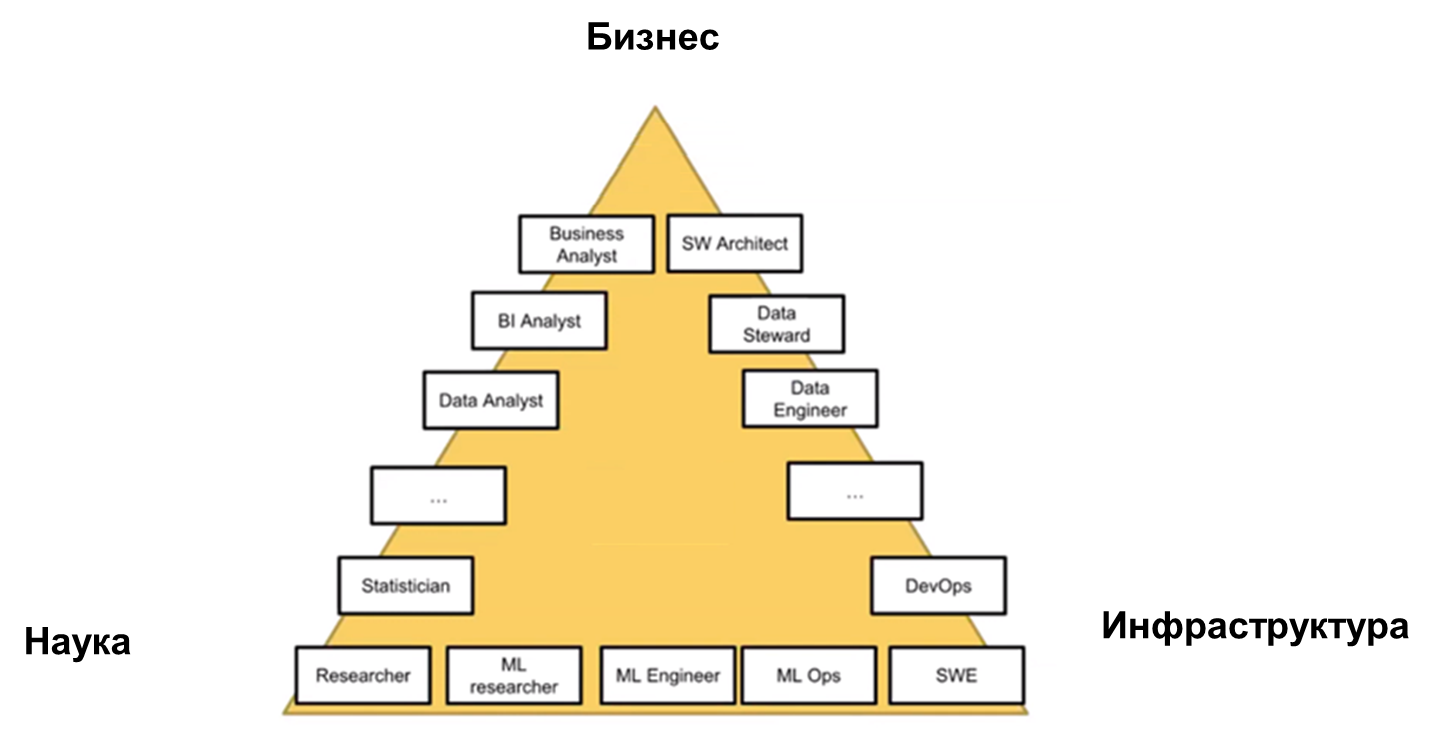 Бизнес
Business
Analyst
SW Architect
BI Analyst
Data
Steward
Data Analyst
Data
Engineer
...
...
Statistician
DevOps
Наука
Инфраструктура
Researcher
ML
researcher
ML Engineer
ML Ops
SWE